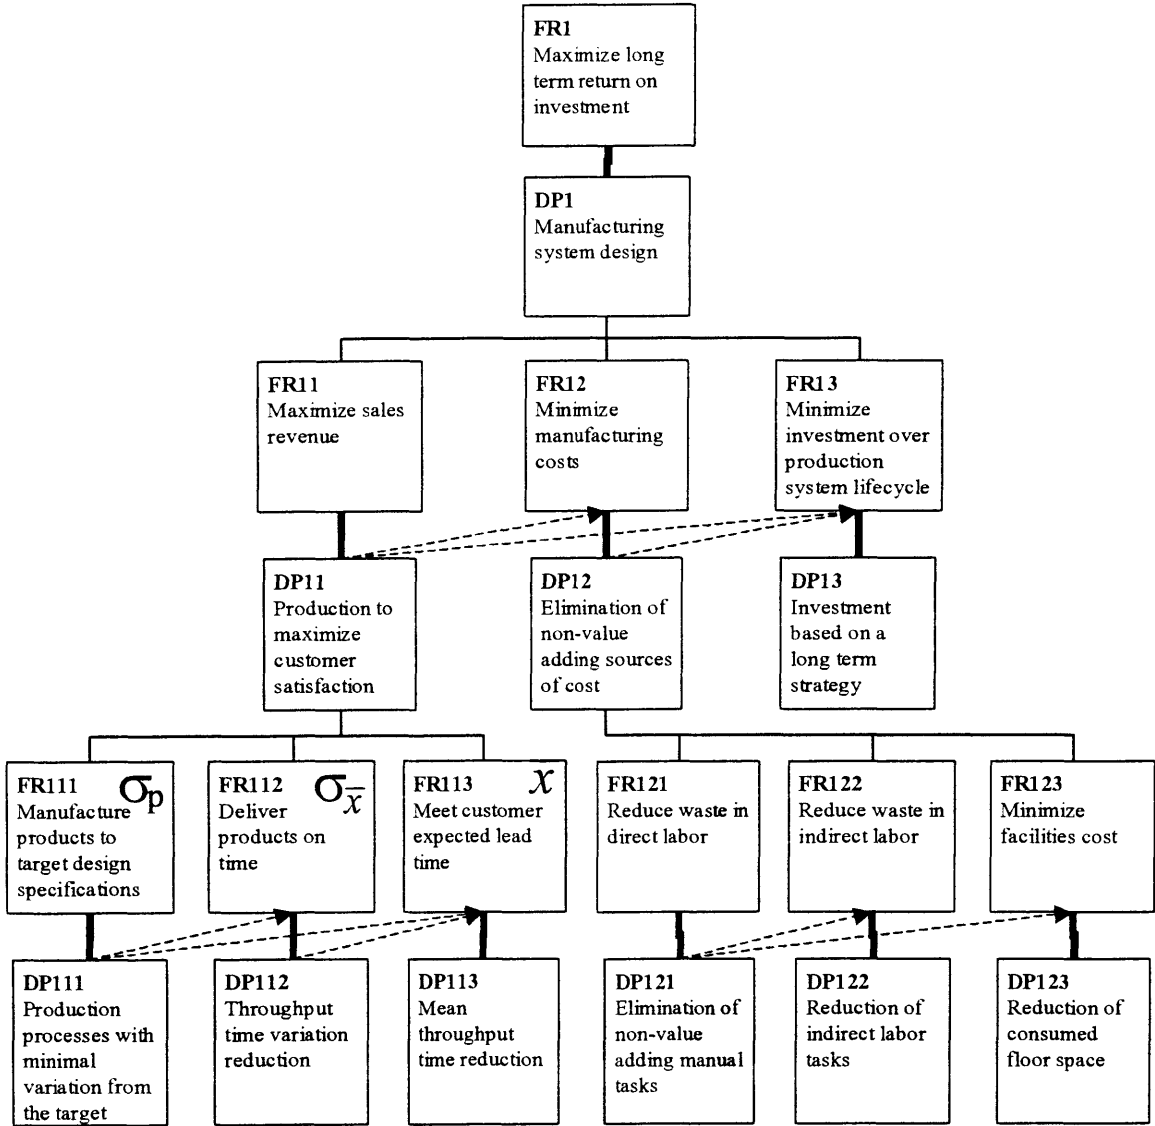 FR1
Maximize long
term return on
investment
DP1
Manufacturing
system design
FR11
Maximize sales
revenue
FR12
Minimize
manufacturing
costs
FR13
Minimize
investment over
production
system lifecycle
DP11
Production to
maximize
customer
satisfaction
DP12
Elimination of
non-value
adding sources
of cost
DP13
Investment
based on a
long term
strategy
FR111 σp
Manufacture
products to
target design
specifications
FR112 σx̅
Deliver
products on
time
FR113 x
Meet customer
expected lead
time
FR121
Reduce waste in
direct labor
FR122
Reduce waste in
indirect labor
FR123
Minimize
facilities cost
DP111
Production
processes with
minimal
variation from
the target
DP112
Throughput
time variation
reduction
DP113
Mean
throughput
time reduction
DP121
Elimination of
non-value
adding manual
tasks
DP122
Reduction of
indirect labor
tasks
DP123
Reduction of
consumed
floor space